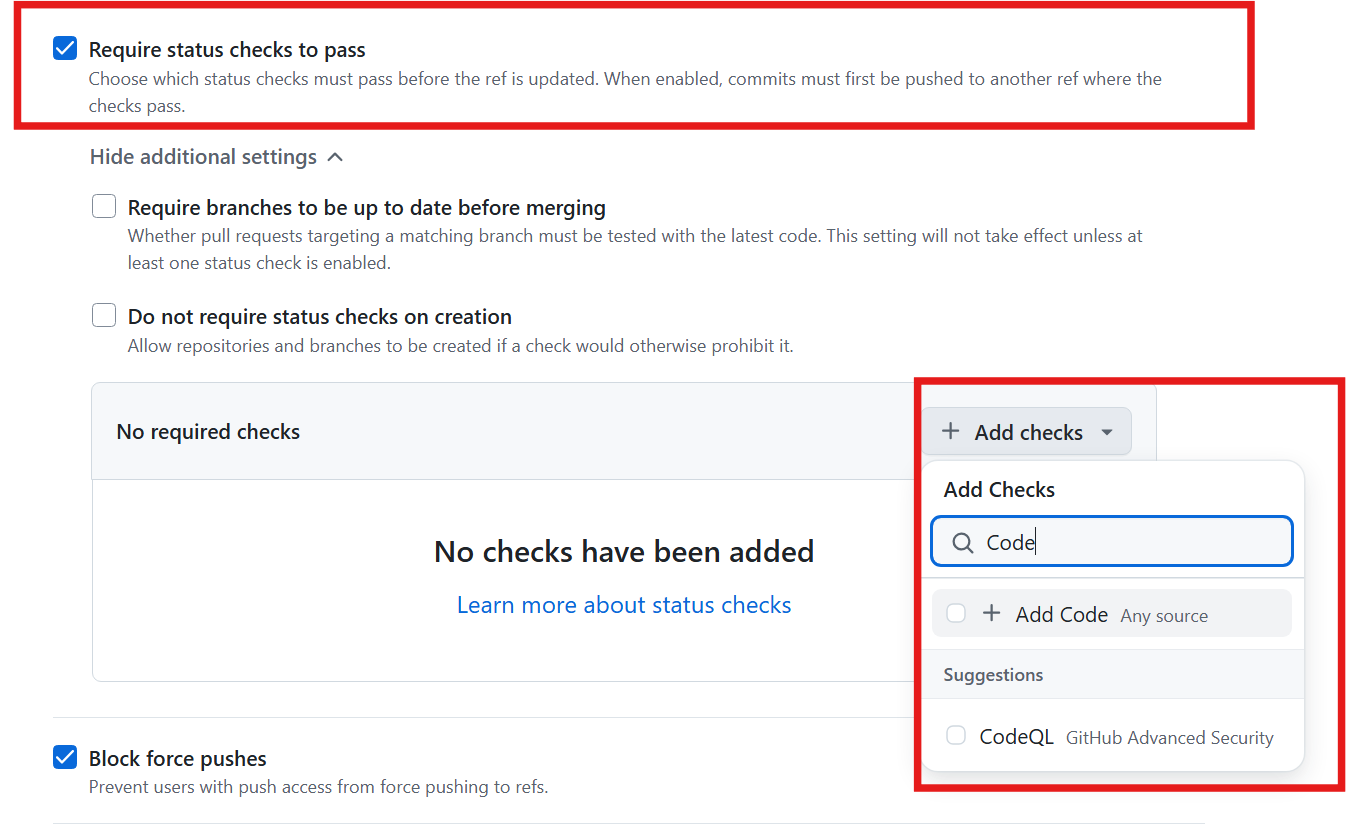 Require status checks to pass
Choose which status checks must pass before the ref is updated. When enabled, commits must first be pushed to another ref where the
checks pass.
Hide additional settings
Require branches to be up to date before merging
Whether pull requests targeting a matching branch must be tested with the latest code. This setting will not take effect unless at
least one status check is enabled.
Do not require status checks on creation
Allow repositories and branches to be created if a check would otherwise prohibit it.
No required checks
Add checks
Add Checks
Code
Add Code Any source
Suggestions
CodeQL GitHub Advanced Security
No checks have been added
Learn more about status checks
Block force pushes
Prevent users with push access from force pushing to refs.